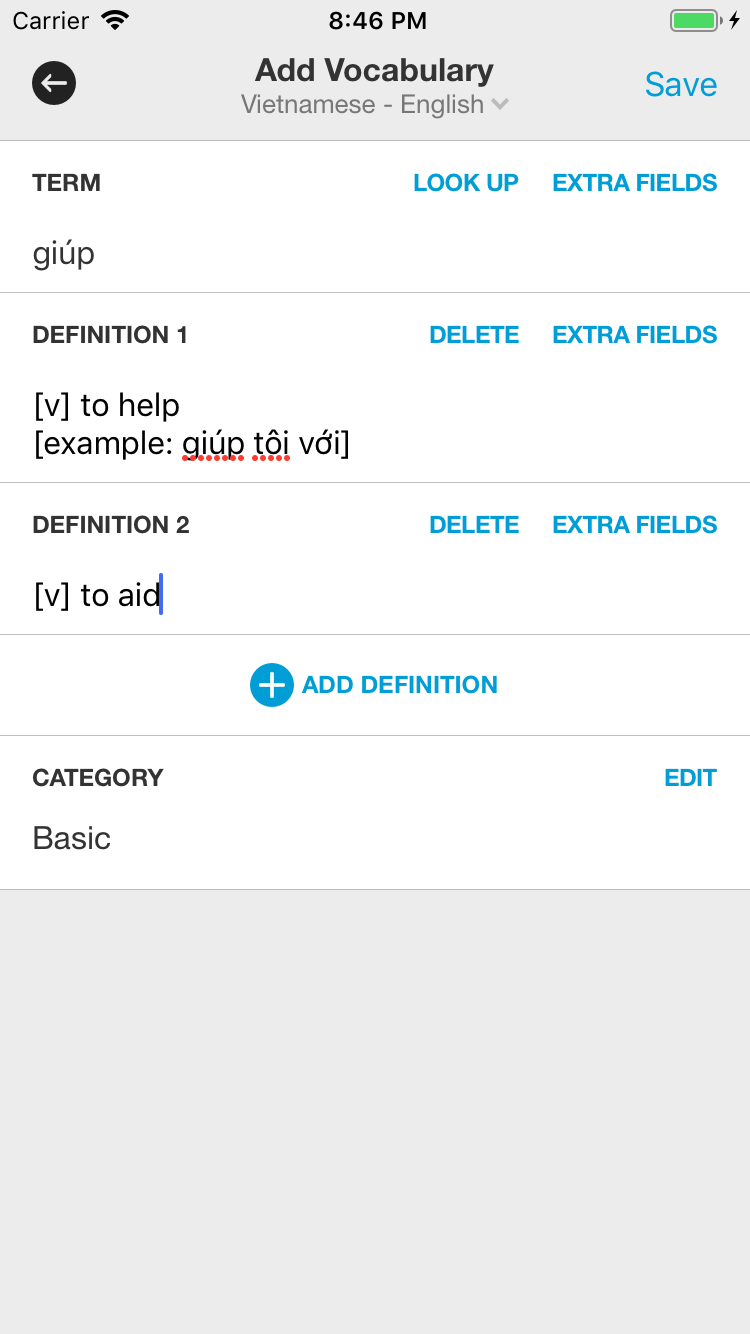 Carrier 8:46 PM
Add Vocabulary
Vietnamese - English
Save
TERM LOOK UP EXTRA FIELDS
giúp
DEFINITION 1 DELETE EXTRA FIELDS
[v] to help
[example: giúp tôi với]
DEFINITION 2 DELETE EXTRA FIELDS
[v] to aid
ADD DEFINITION
CATEGORY EDIT
Basic